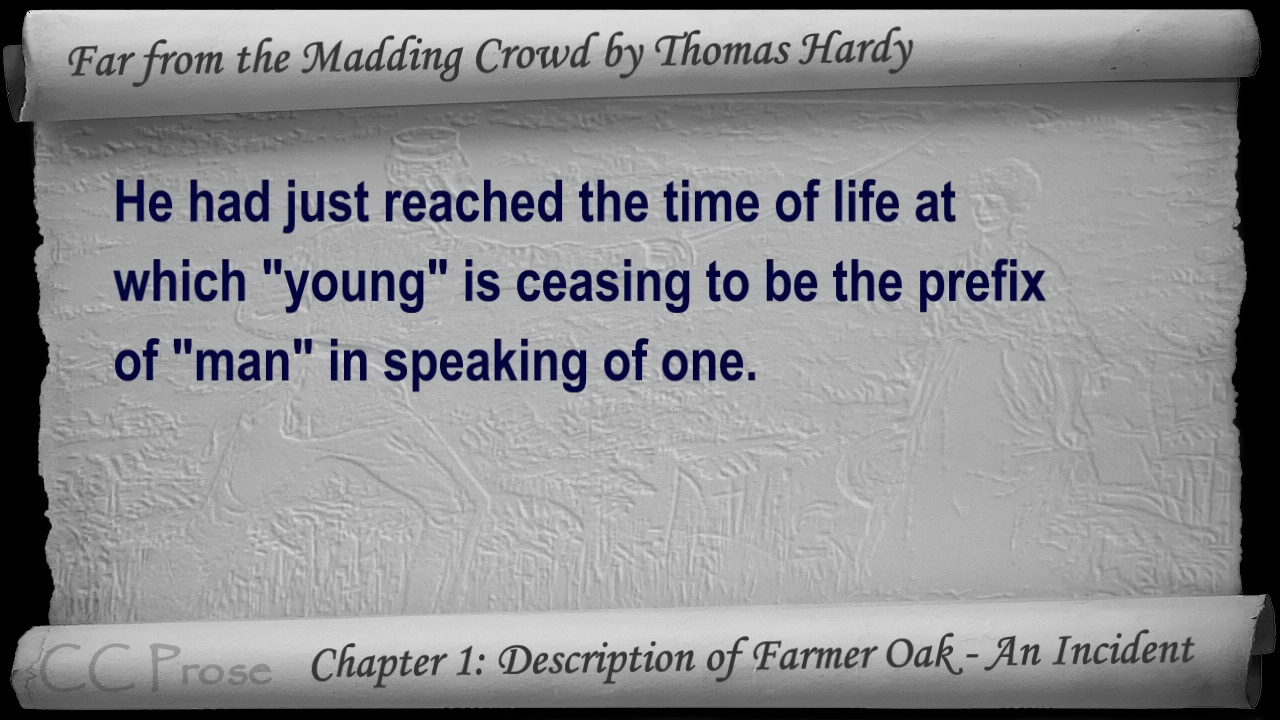 Far from the Madding Crowd by Thomas Hardy
He had just reached the time of life at
which "young" is ceasing to be the prefix
of "man" in speaking of one.
CC Prose
Chapter 1: Description of Farmer Oak - An Incident